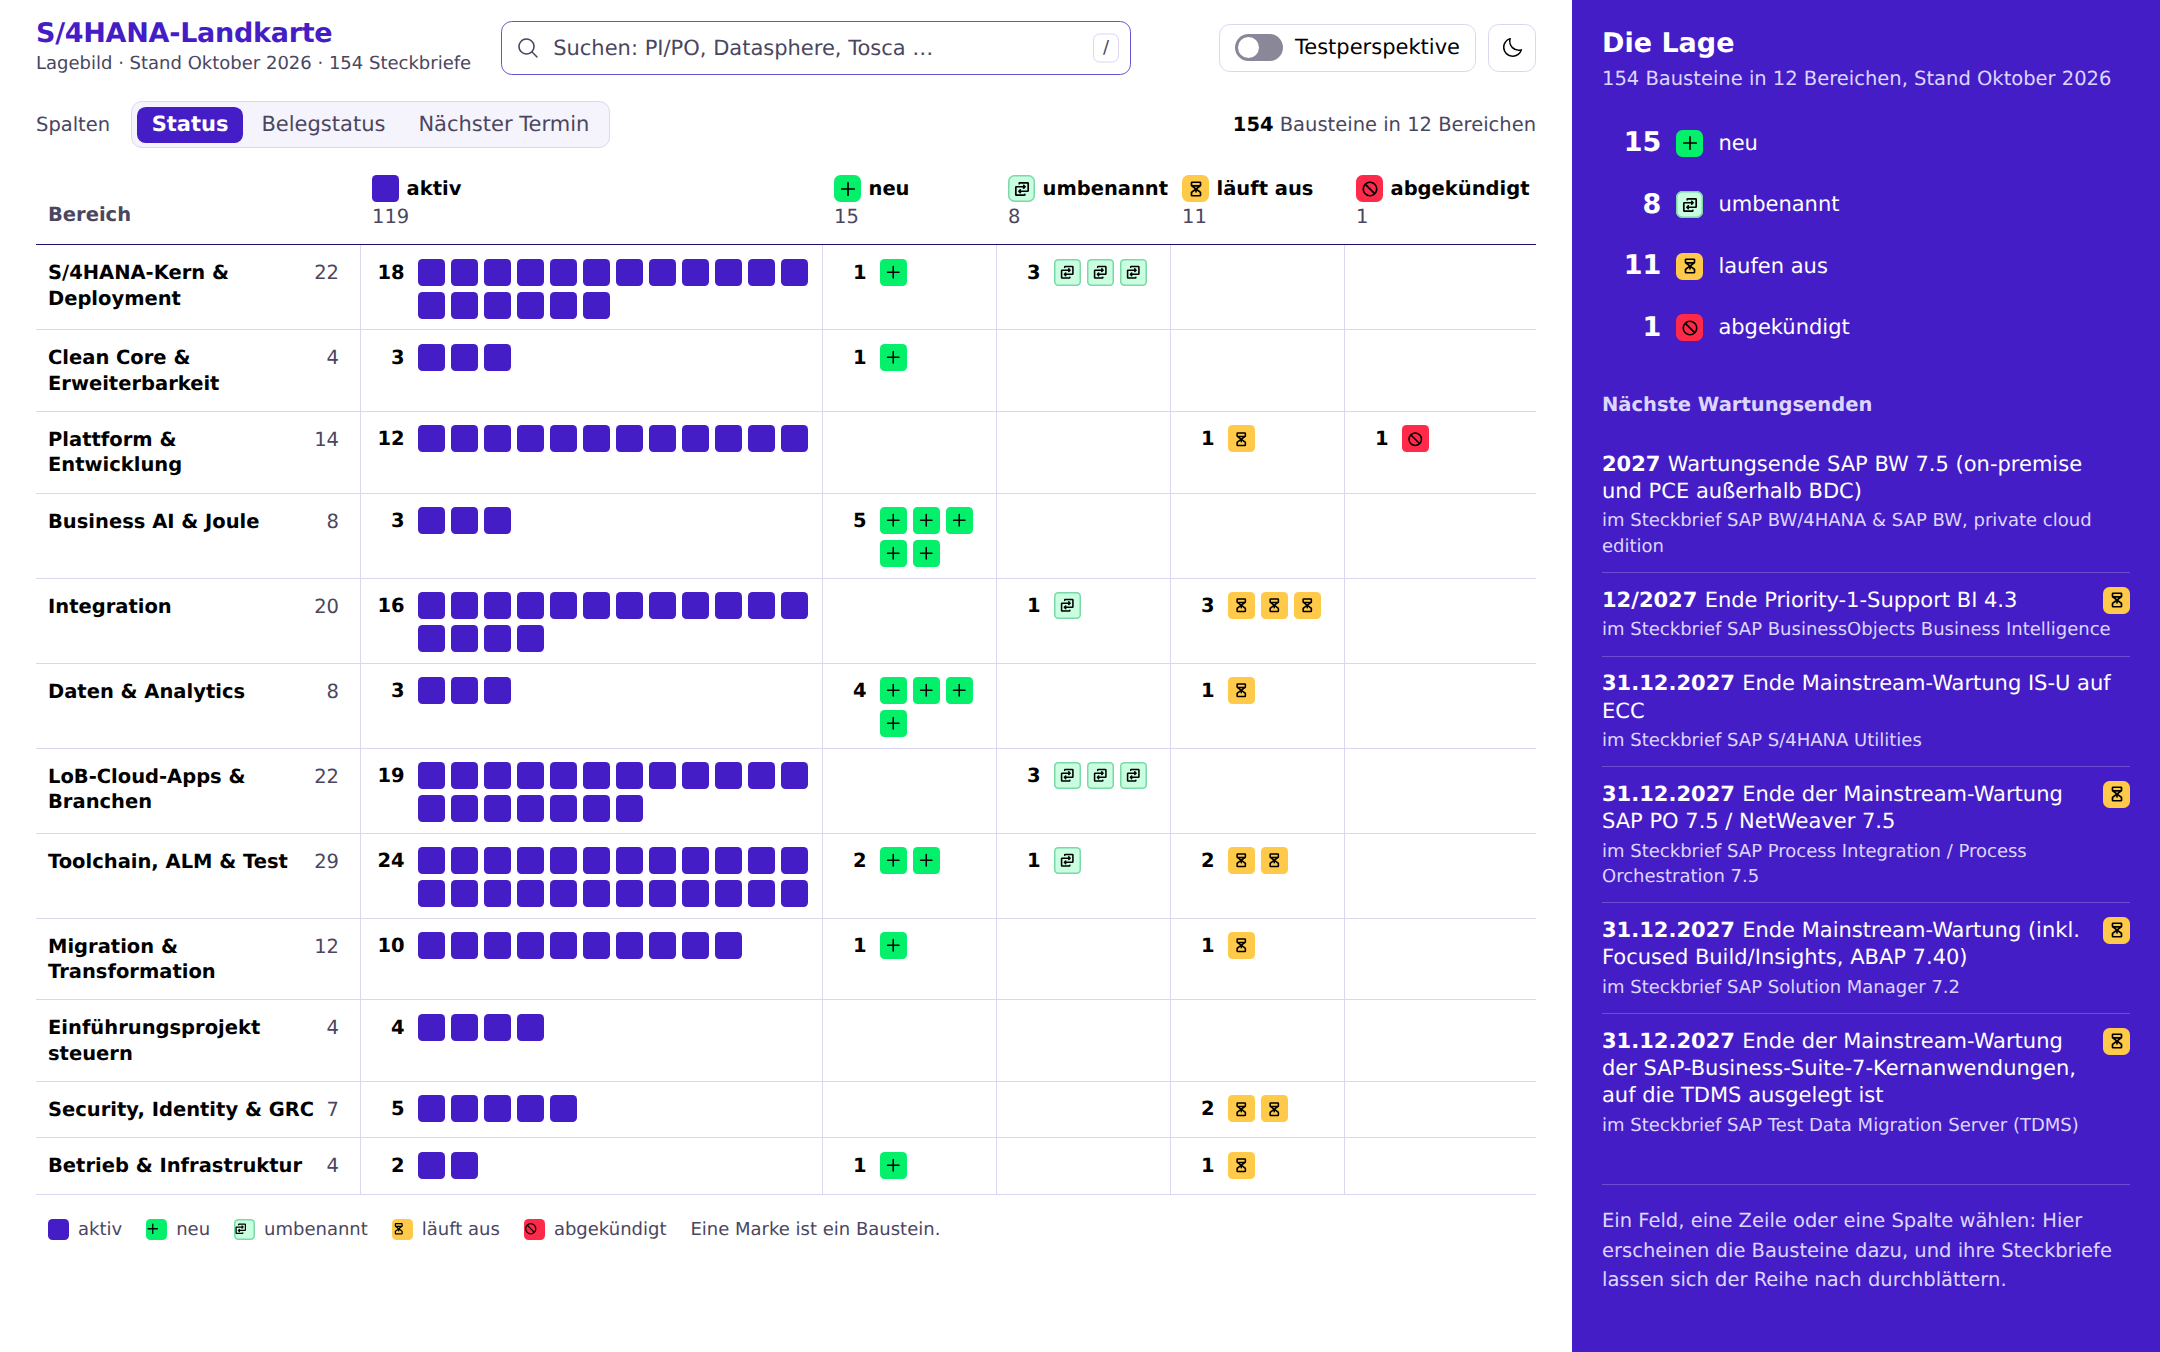 S/4HANA-Landkarte
Lagebild · Stand Oktober 2026 · 154 Steckbriefe
Suchen: PI/PO, Datasphere, Tosca …
/
Testperspektive
Spalten
Status
Belegstatus
Nächster Termin
154 Bausteine in 12 Bereichen
Bereich
aktiv
119
neu
15
umbenannt
8
läuft aus
11
abgekündigt
1
S/4HANA-Kern &
Deployment
22
18
1
3
Clean Core &
Erweiterbarkeit
4
3
1
Plattform &
Entwicklung
14
12
1
1
Business AI & Joule
8
3
5
Integration
20
16
1
3
Daten & Analytics
8
3
4
1
LoB-Cloud-Apps &
Branchen
22
19
3
Toolchain, ALM & Test
29
24
2
1
2
Migration &
Transformation
12
10
1
1
Einführungsprojekt
steuern
4
4
Security, Identity & GRC
7
5
2
Betrieb & Infrastruktur
4
2
1
1
aktiv
neu
umbenannt
läuft aus
abgekündigt
Eine Marke ist ein Baustein.
Die Lage
154 Bausteine in 12 Bereichen, Stand Oktober 2026
15 neu
8 umbenannt
11 laufen aus
1 abgekündigt
Nächste Wartungsenden
2027 Wartungsende SAP BW 7.5 (on-premise
und PCE außerhalb BDC)
im Steckbrief SAP BW/4HANA & SAP BW, private cloud
edition
12/2027 Ende Priority-1-Support BI 4.3
im Steckbrief SAP BusinessObjects Business Intelligence
31.12.2027 Ende Mainstream-Wartung IS-U auf
ECC
im Steckbrief SAP S/4HANA Utilities
31.12.2027 Ende der Mainstream-Wartung
SAP PO 7.5 / NetWeaver 7.5
im Steckbrief SAP Process Integration / Process
Orchestration 7.5
31.12.2027 Ende Mainstream-Wartung (inkl.
Focused Build/Insights, ABAP 7.40)
im Steckbrief SAP Solution Manager 7.2
31.12.2027 Ende der Mainstream-Wartung
der SAP-Business-Suite-7-Kernanwendungen,
auf die TDMS ausgelegt ist
im Steckbrief SAP Test Data Migration Server (TDMS)
Ein Feld, eine Zeile oder eine Spalte wählen: Hier
erscheinen die Bausteine dazu, und ihre Steckbriefe
lassen sich der Reihe nach durchblättern.